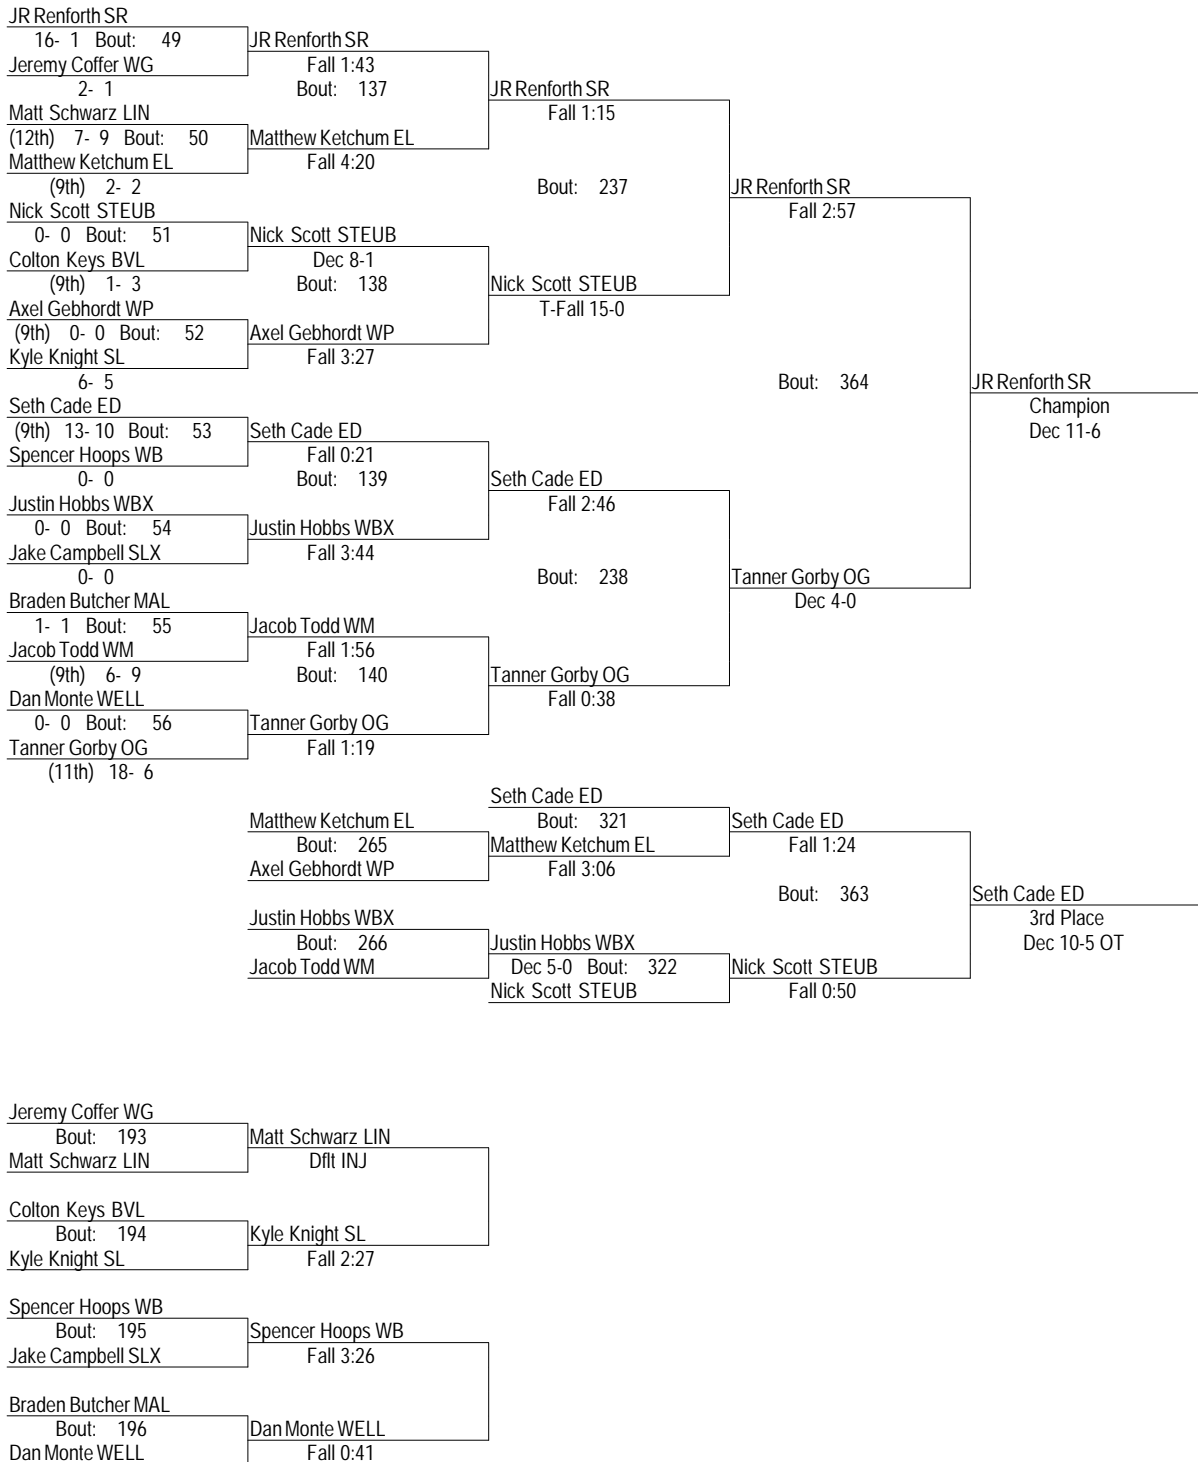 JR Renforth SR
16- 1 Bout: 49
JR Renforth SR
Jeremy Coffer WG
Fall 1:43
2- 1
Bout: 137
JR Renforth SR
Matt Schwarz LIN
Fall 1:15
(12th) 7- 9 Bout: 50
Matthew Ketchum EL
Matthew Ketchum EL
Fall 4:20
(9th) 2- 2
Bout: 237
JR Renforth SR
Nick Scott STEUB
Fall 2:57
0- 0 Bout: 51
Nick Scott STEUB
Colton Keys BVL
Dec 8-1
(9th) 1- 3
Bout: 138
Nick Scott STEUB
Axel Gebhordt WP
T-Fall 15-0
(9th) 0- 0 Bout: 52
Axel Gebhordt WP
Kyle Knight SL
Fall 3:27
6- 5
Bout: 364
JR Renforth SR
Seth Cade ED
Champion
(9th) 13- 10 Bout: 53
Seth Cade ED
Dec 11-6
Spencer Hoops WB
Fall 0:21
0- 0
Bout: 139
Seth Cade ED
Justin Hobbs WBX
Fall 2:46
0- 0 Bout: 54
Justin Hobbs WBX
Jake Campbell SLX
Fall 3:44
0- 0
Bout: 238
Tanner Gorby OG
Braden Butcher MAL
Dec 4-0
1- 1 Bout: 55
Jacob Todd WM
Jacob Todd WM
Fall 1:56
(9th) 6- 9
Bout: 140
Tanner Gorby OG
Dan Monte WELL
Fall 0:38
0- 0 Bout: 56
Tanner Gorby OG
Tanner Gorby OG
Fall 1:19
(11th) 18- 6
Seth Cade ED
Matthew Ketchum EL
Bout: 321
Seth Cade ED
Bout: 265
Matthew Ketchum EL
Fall 1:24
Axel Gebhordt WP
Fall 3:06
Bout: 363
Seth Cade ED
Justin Hobbs WBX
3rd Place
Bout: 266
Justin Hobbs WBX
Dec 10-5 OT
Jacob Todd WM
Dec 5-0 Bout: 322
Nick Scott STEUB
Nick Scott STEUB
Fall 0:50
Jeremy Coffer WG
Bout: 193
Matt Schwarz LIN
Matt Schwarz LIN
Dflt INJ
Colton Keys BVL
Bout: 194
Kyle Knight SL
Kyle Knight SL
Fall 2:27
Spencer Hoops WB
Bout: 195
Spencer Hoops WB
Jake Campbell SLX
Fall 3:26
Braden Butcher MAL
Bout: 196
Dan Monte WELL
Dan Monte WELL
Fall 0:41